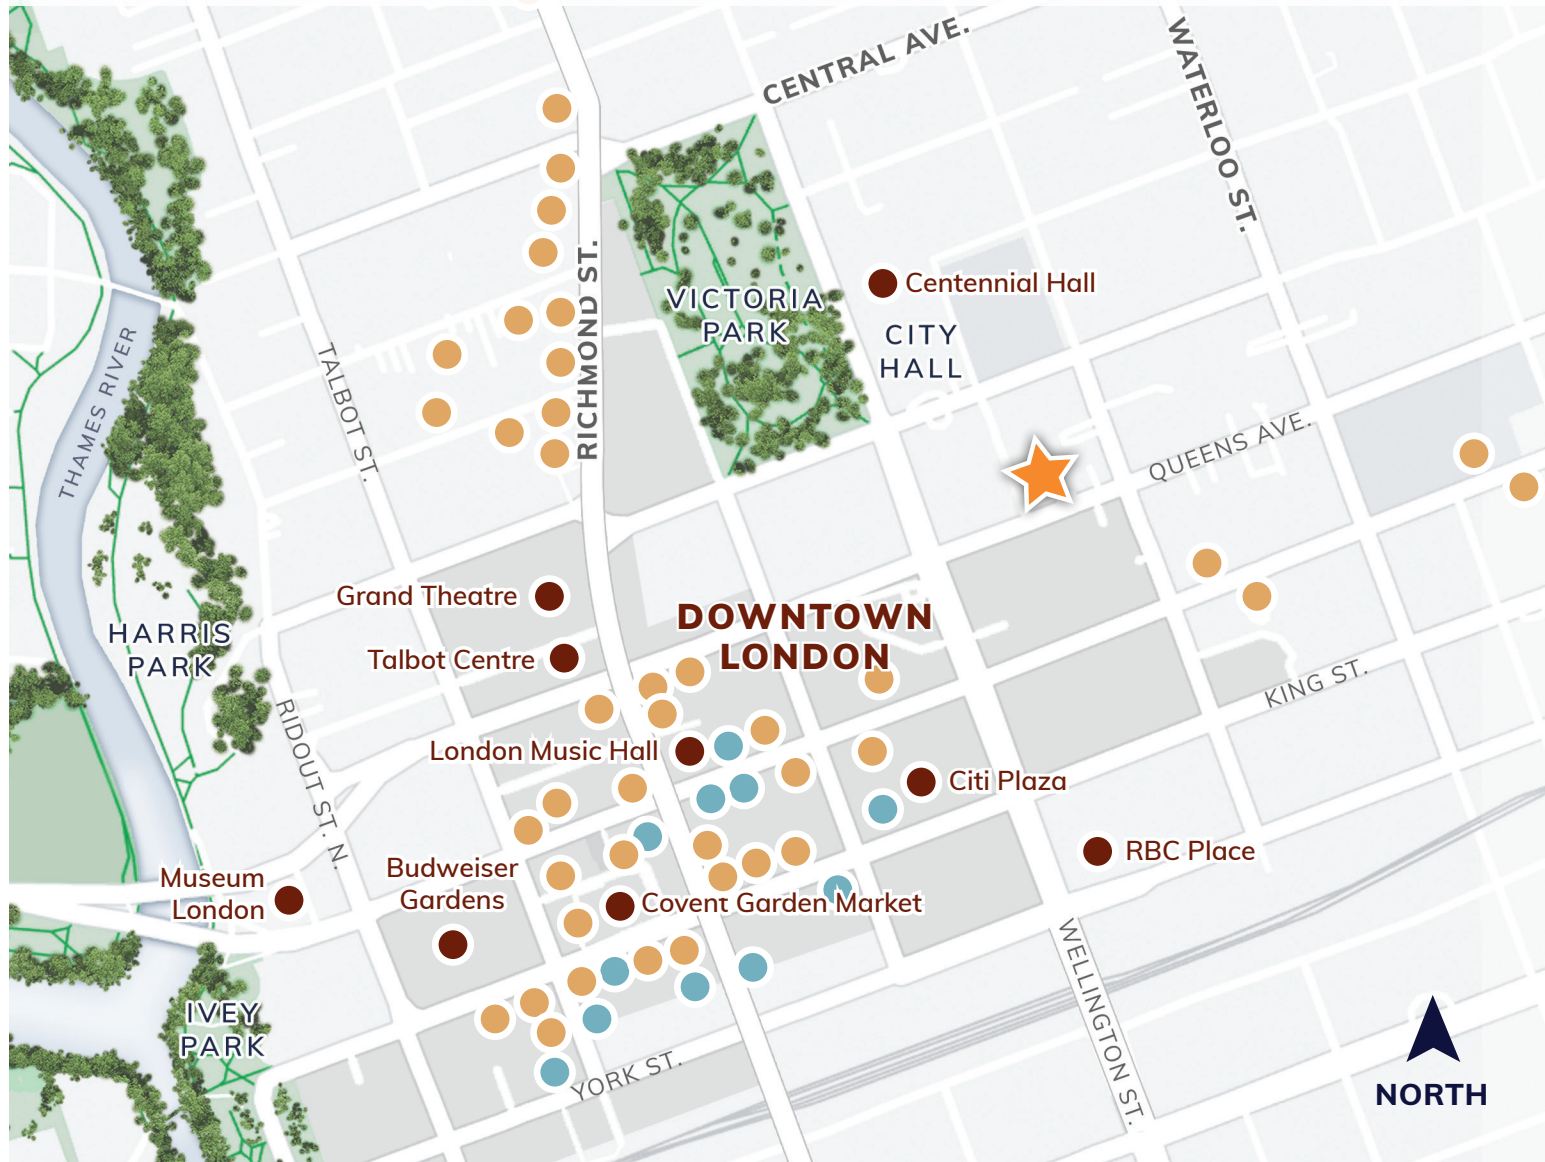 CENTRAL AVE.
WATERLOO ST.
RICHMOND ST.
VICTORIA
PARK
Centennial Hall
CITY
HALL
THAMES RIVER
TALBOT ST.
QUEENS AVE.
Grand Theatre
DOWNTOWN
LONDON
HARRIS
PARK
Talbot Centre
KING ST.
RIDOUT ST. N.
London Music Hall
Citi Plaza
RBC Place
Budweiser
Gardens
Museum
London
Covent Garden Market
WELLINGTON ST.
IVEY
PARK
YORK ST.
NORTH